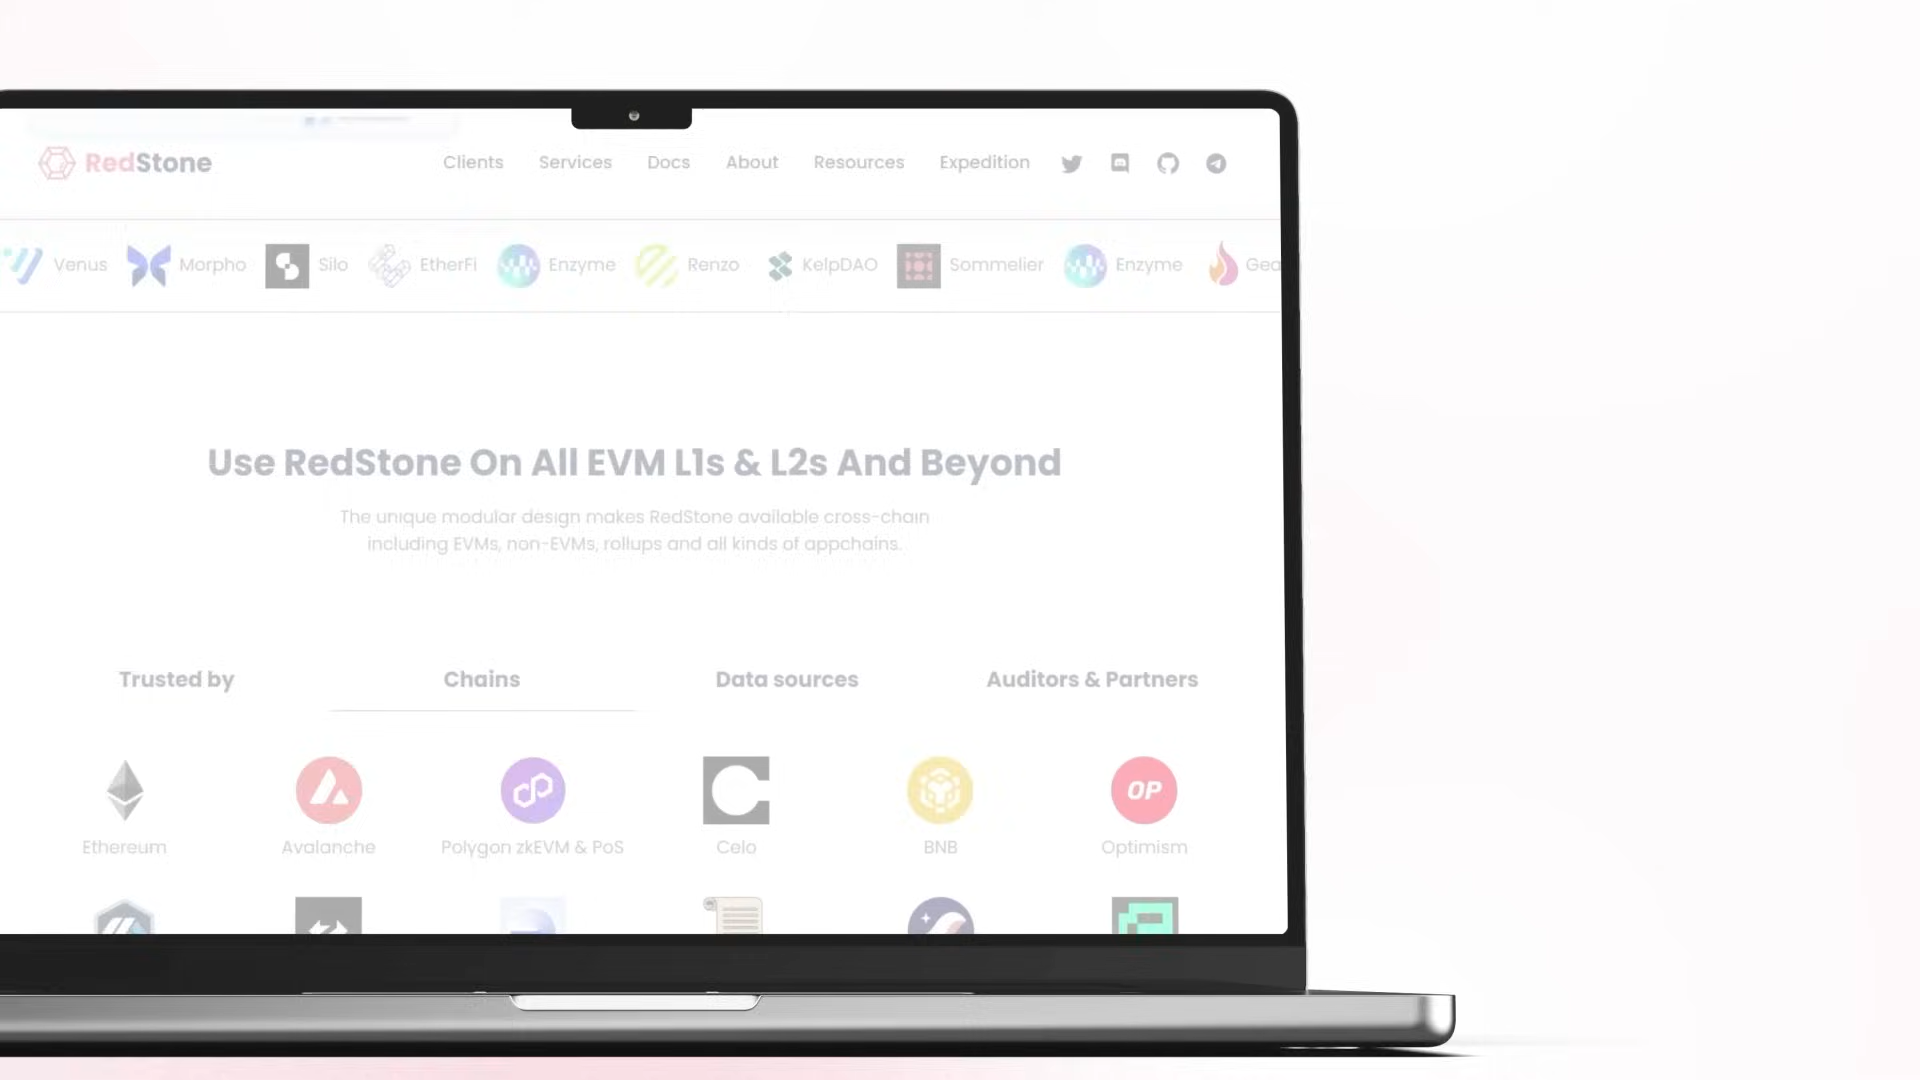 RedStone
Clients Services Docs About Resources Expedition
Venus Morpho Silo EtherFi Enzyme Renzo KelpDAO Sommelier Enzyme Gea
Use RedStone On All EVM L1s & L2s And Beyond
The unique modular design makes RedStone available cross-chain
including EVMs, non-EVMs, rollups and all kinds of appchains.
Trusted by Chains Data sources Auditors & Partners
OP
Ethereum Avalanche Polygon zkEVM & PoS Celo BNB Optimism